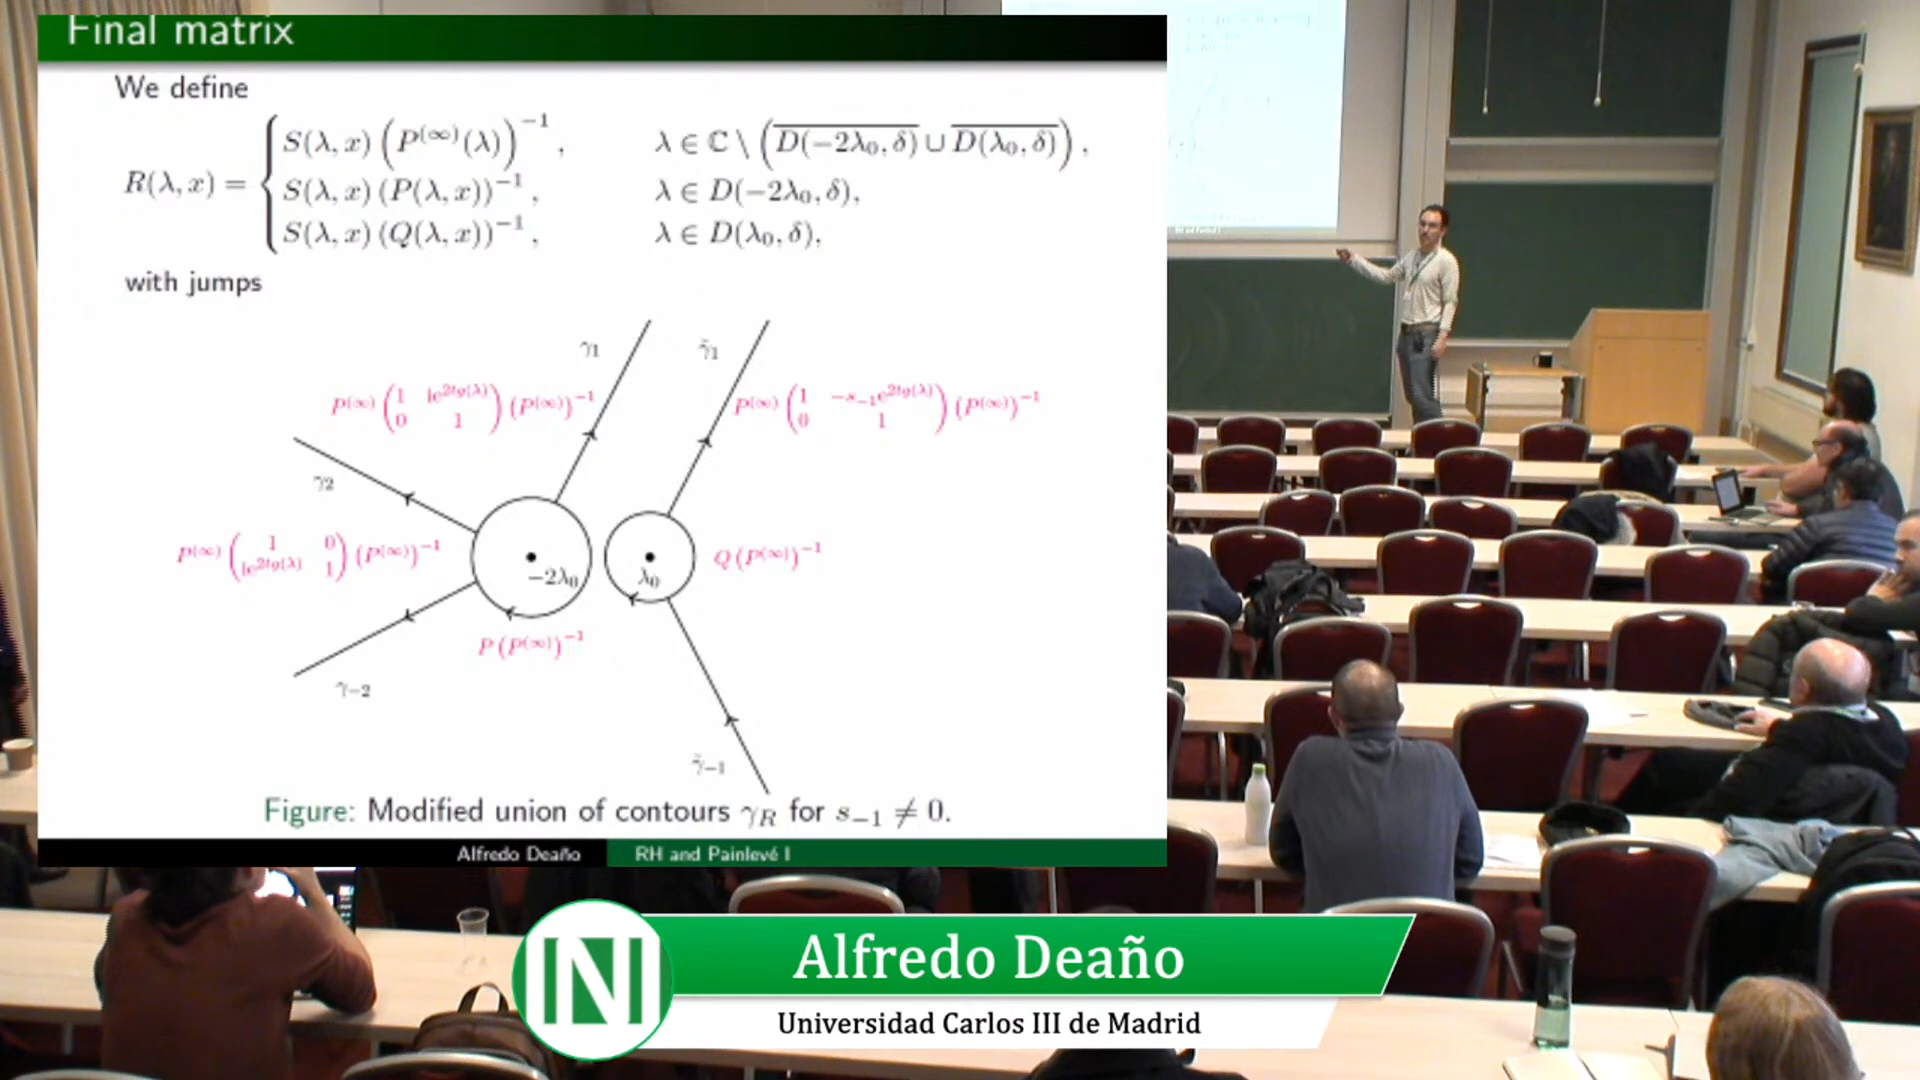 Final matrix
We define
R(λ, x) = { S(λ, x) (P^(∞)(λ))^−1 , λ ∈ ℂ \ (D(−2λ₀, δ) ∪ D(λ₀, δ)) ,
S(λ, x) (P(λ, x))^−1 , λ ∈ D(−2λ₀, δ),
S(λ, x) (Q(λ, x))^−1 , λ ∈ D(λ₀, δ),
with jumps
γ1
γ̃1
P^(∞) (1 ie^2tg(λ) 0 1) (P^(∞))^−1
P^(∞) (1 −s₋₁e^2tg(λ) 0 1) (P^(∞))^−1
γ2
P^(∞) (1 0 ie^2tg(λ) 1) (P^(∞))^−1
−2λ₀
λ₀
Q (P^(∞))^−1
P (P^(∞))^−1
γ−2
γ̃−1
Figure: Modified union of contours γ_R for s₋₁ ≠ 0.
Alfredo Deaño RH and Painlevé I
Alfredo Deaño
Universidad Carlos III de Madrid